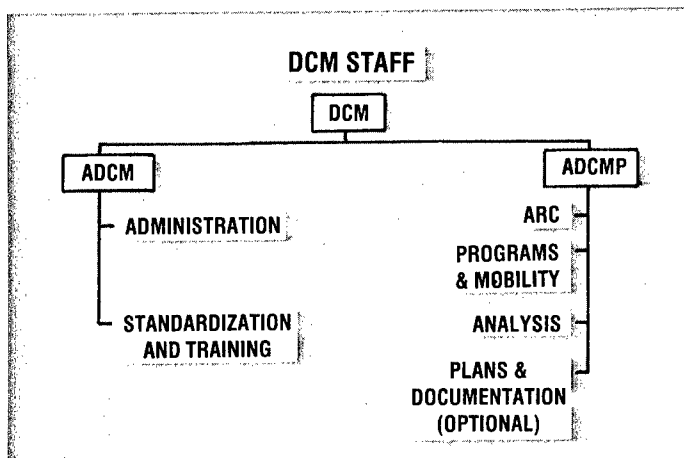 DCM STAFF
DCM
ADCM
ADCMP
ADMINISTRATION
STANDARDIZATION
AND TRAINING
ARC
PROGRAMS
& MOBILITY
ANALYSIS
PLANS &
DOCUMENTATION
(OPTIONAL)